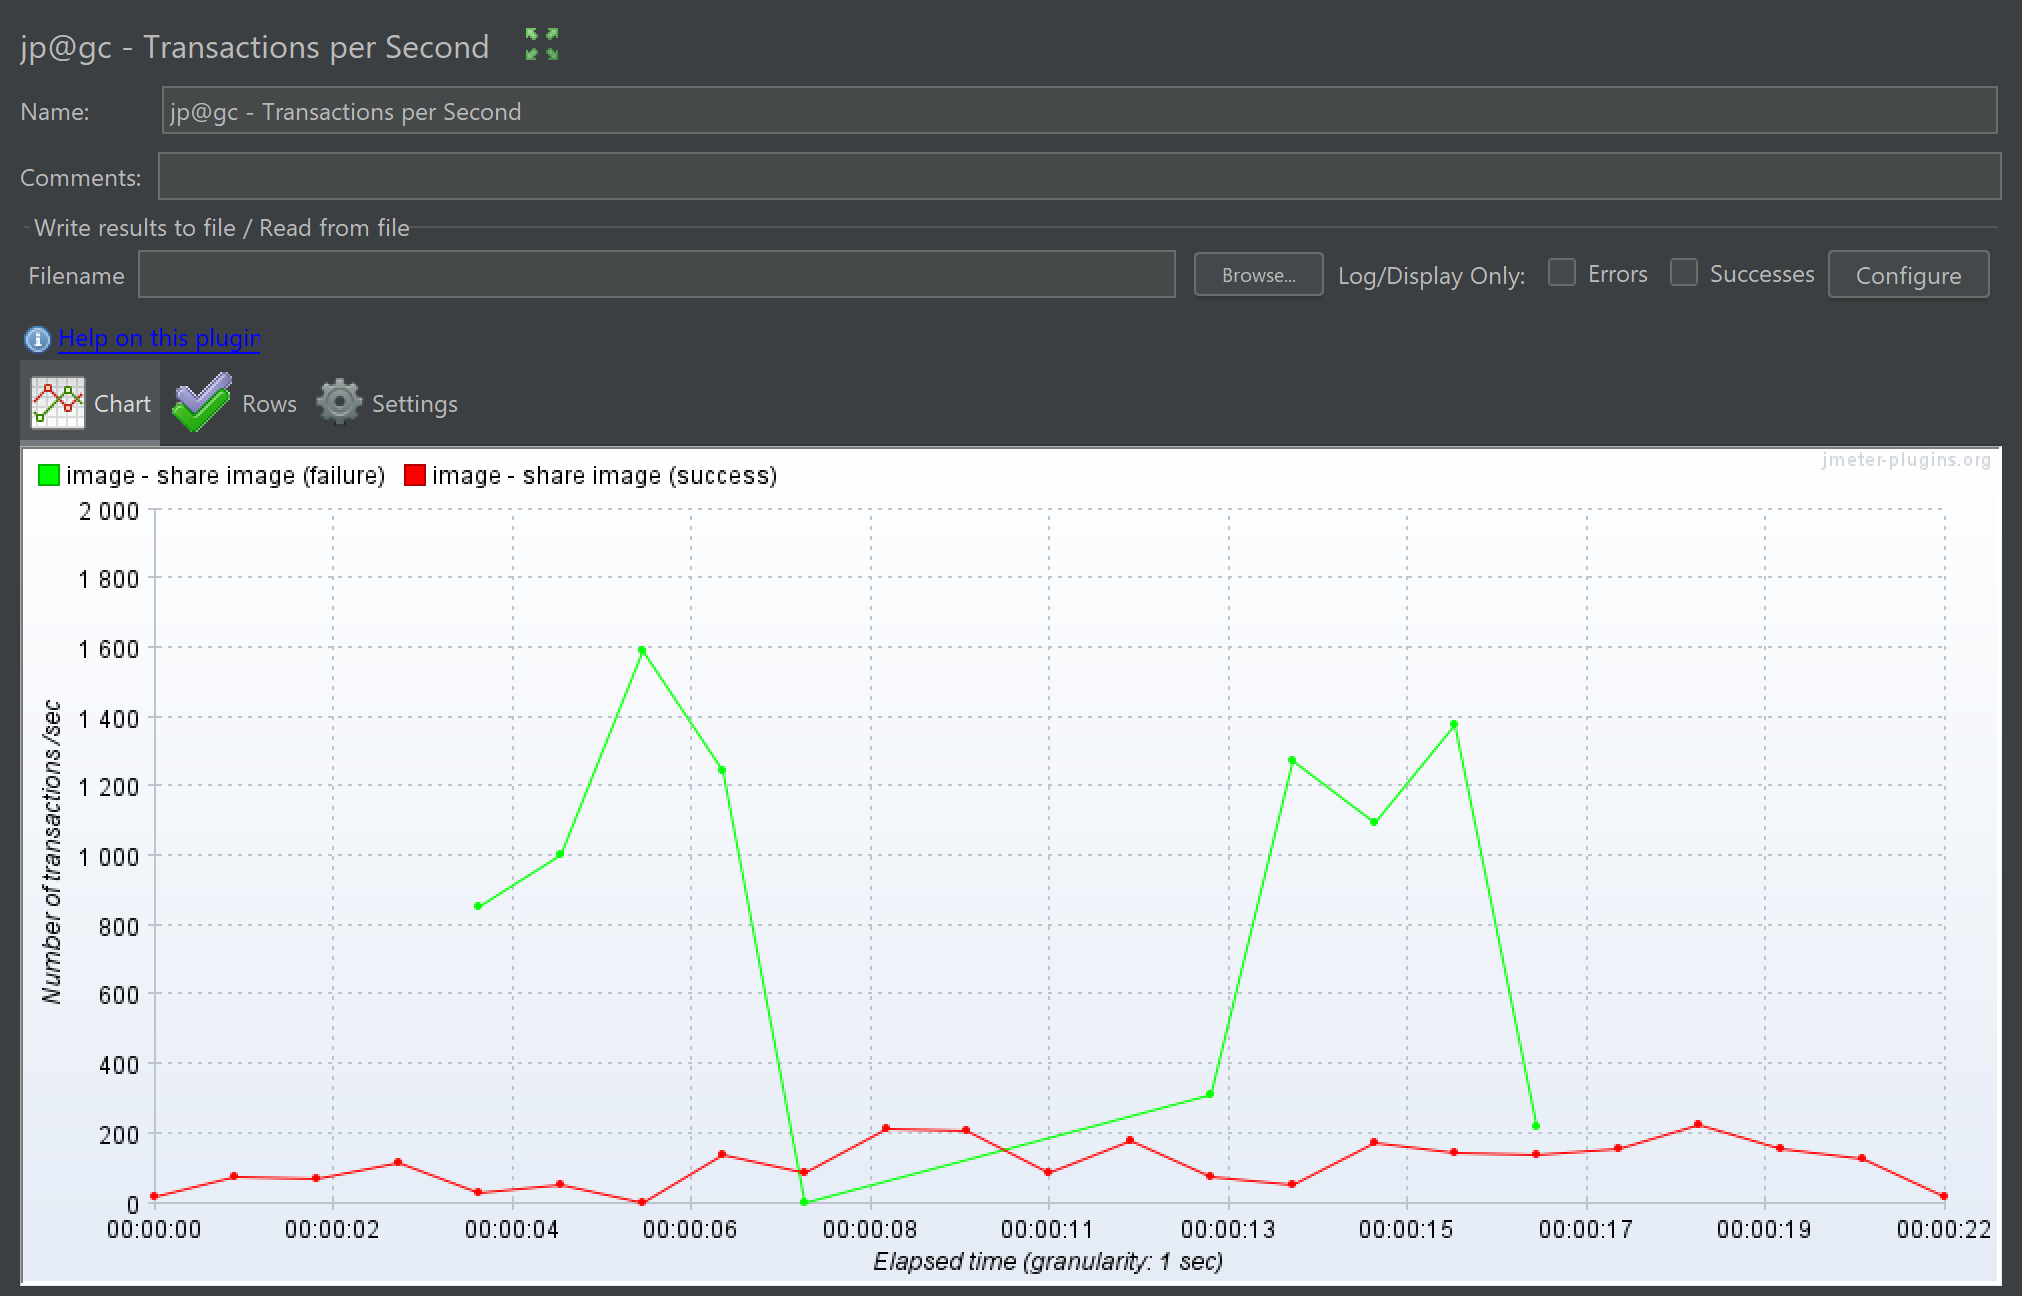 jp@gc - Transactions per Second
Name: jp@gc - Transactions per Second
Comments:
Write results to file / Read from file
Filename Browse... Log/Display Only: Errors Successes Configure
Help on this plugin
Chart Rows Settings
image - share image (failure) image - share image (success)
jmeter-plugins.org
2 000
1 800
1 600
1 400
1 200
1 000
800
600
400
200
0
Number of transactions /sec
00:00:00 00:00:02 00:00:04 00:00:06 00:00:08 00:00:11 00:00:13 00:00:15 00:00:17 00:00:19 00:00:22
Elapsed time (granularity: 1 sec)